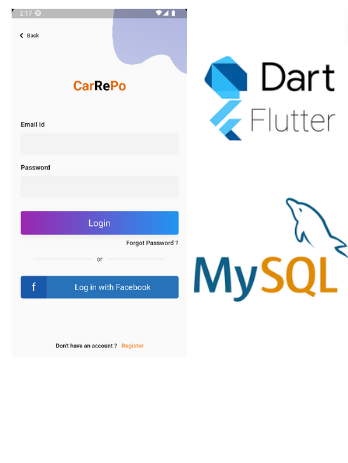 2:17
Back
CarRePo
Email id
Password
Login
Forgot Password ?
or
f Log in with Facebook
Don't have an account ? Register
Dart
Flutter
MySQL